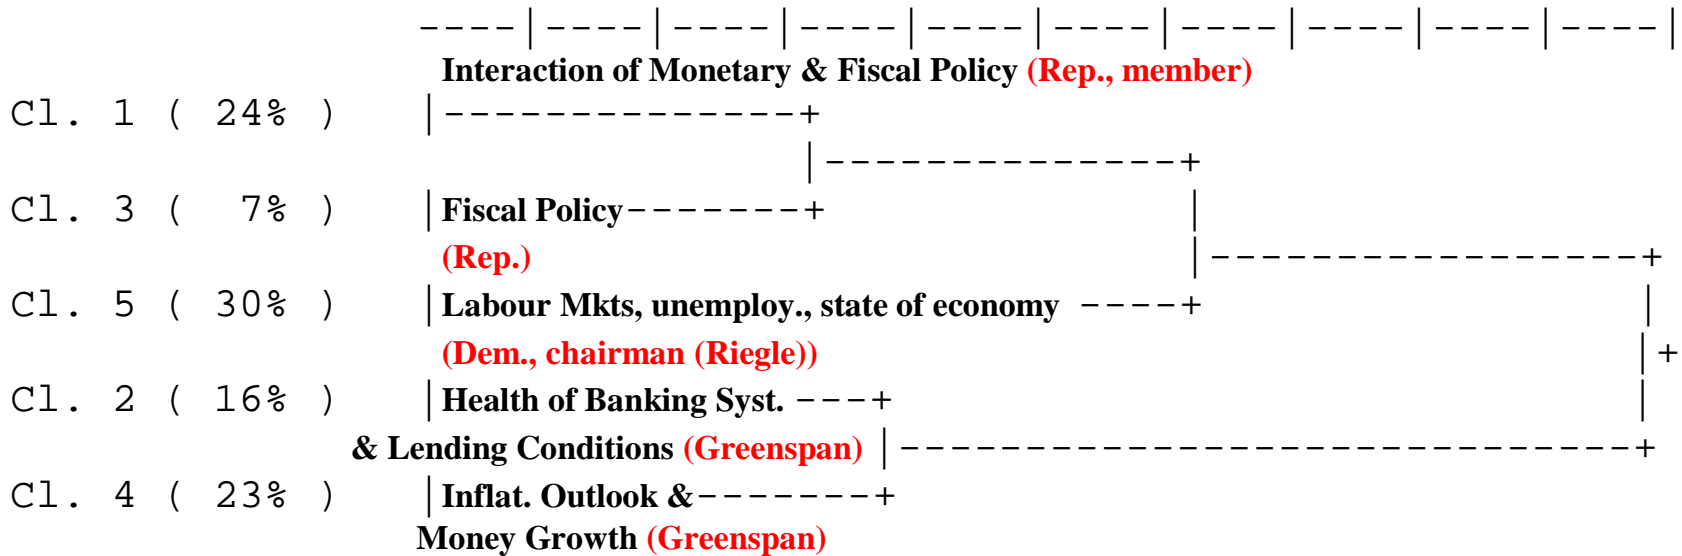 ----|----|----|----|----|----|----|----|----|----|
Interaction of Monetary & Fiscal Policy (Rep., member)
Cl. 1 ( 24% ) |---------------+
|--------------+
Cl. 3 ( 7% ) |Fiscal Policy--------+ |
(Rep.) |-----------------+
Cl. 5 ( 30% ) |Labour Mkts, unemploy., state of economy ----+ |
(Dem., chairman (Riegle)) |+
Cl. 2 ( 16% ) |Health of Banking Syst. ---+ |
& Lending Conditions (Greenspan) |-----------------------------+
Cl. 4 ( 23% ) |Inflat. Outlook &-------+
Money Growth (Greenspan)